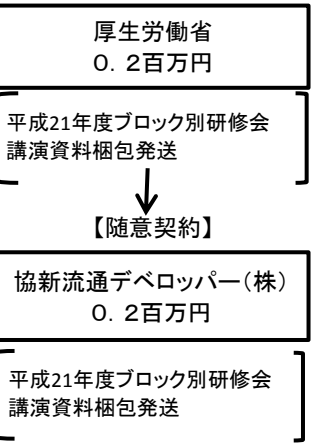 厚生労働省
０．２百万円
平成21年度ブロック別研修会
講演資料梱包発送
【随意契約】
協新流通デベロッパー（株）
０．２百万円
平成21年度ブロック別研修会
講演資料梱包発送